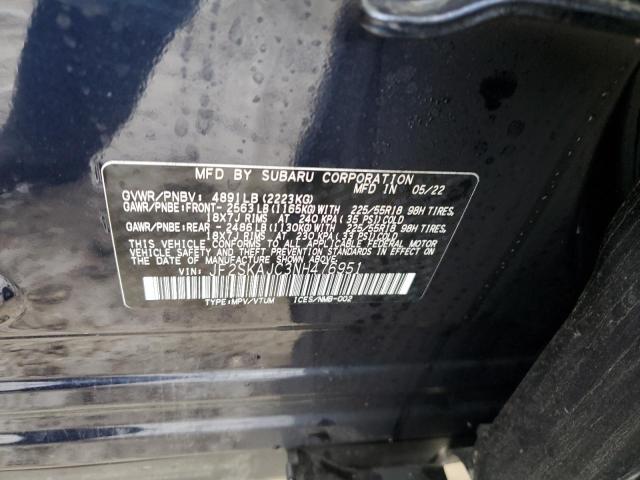 MFD BY SUBARU CORPORATION
MFD IN 05/22
GVWR/PNBV: 4891LB (2223KG)
GAWR/PNBE:FRONT-2563LB(1165KG)WITH 225/55R18 98H TIRES,
18X7J RIMS AT 240 KPA(35 PSI)COLD
GAWR/PNBE:REAR -2486LB(1130KG)WITH 225/55R18 98H TIRES,
18X7J RIMS AT 230 KPA(33 PSI)COLD
THIS VEHICLE CONFORMS TO ALL APPLICABLE FEDERAL MOTOR
VEHICLE SAFETY AND BUMPER STANDARDS IN EFFECT ON THE
DATE OF MANUFACTURE SHOWN ABOVE.
VIN: JF2SKAJC3NH476951
TYPE:MPV/VTUM ICES/NMB-002